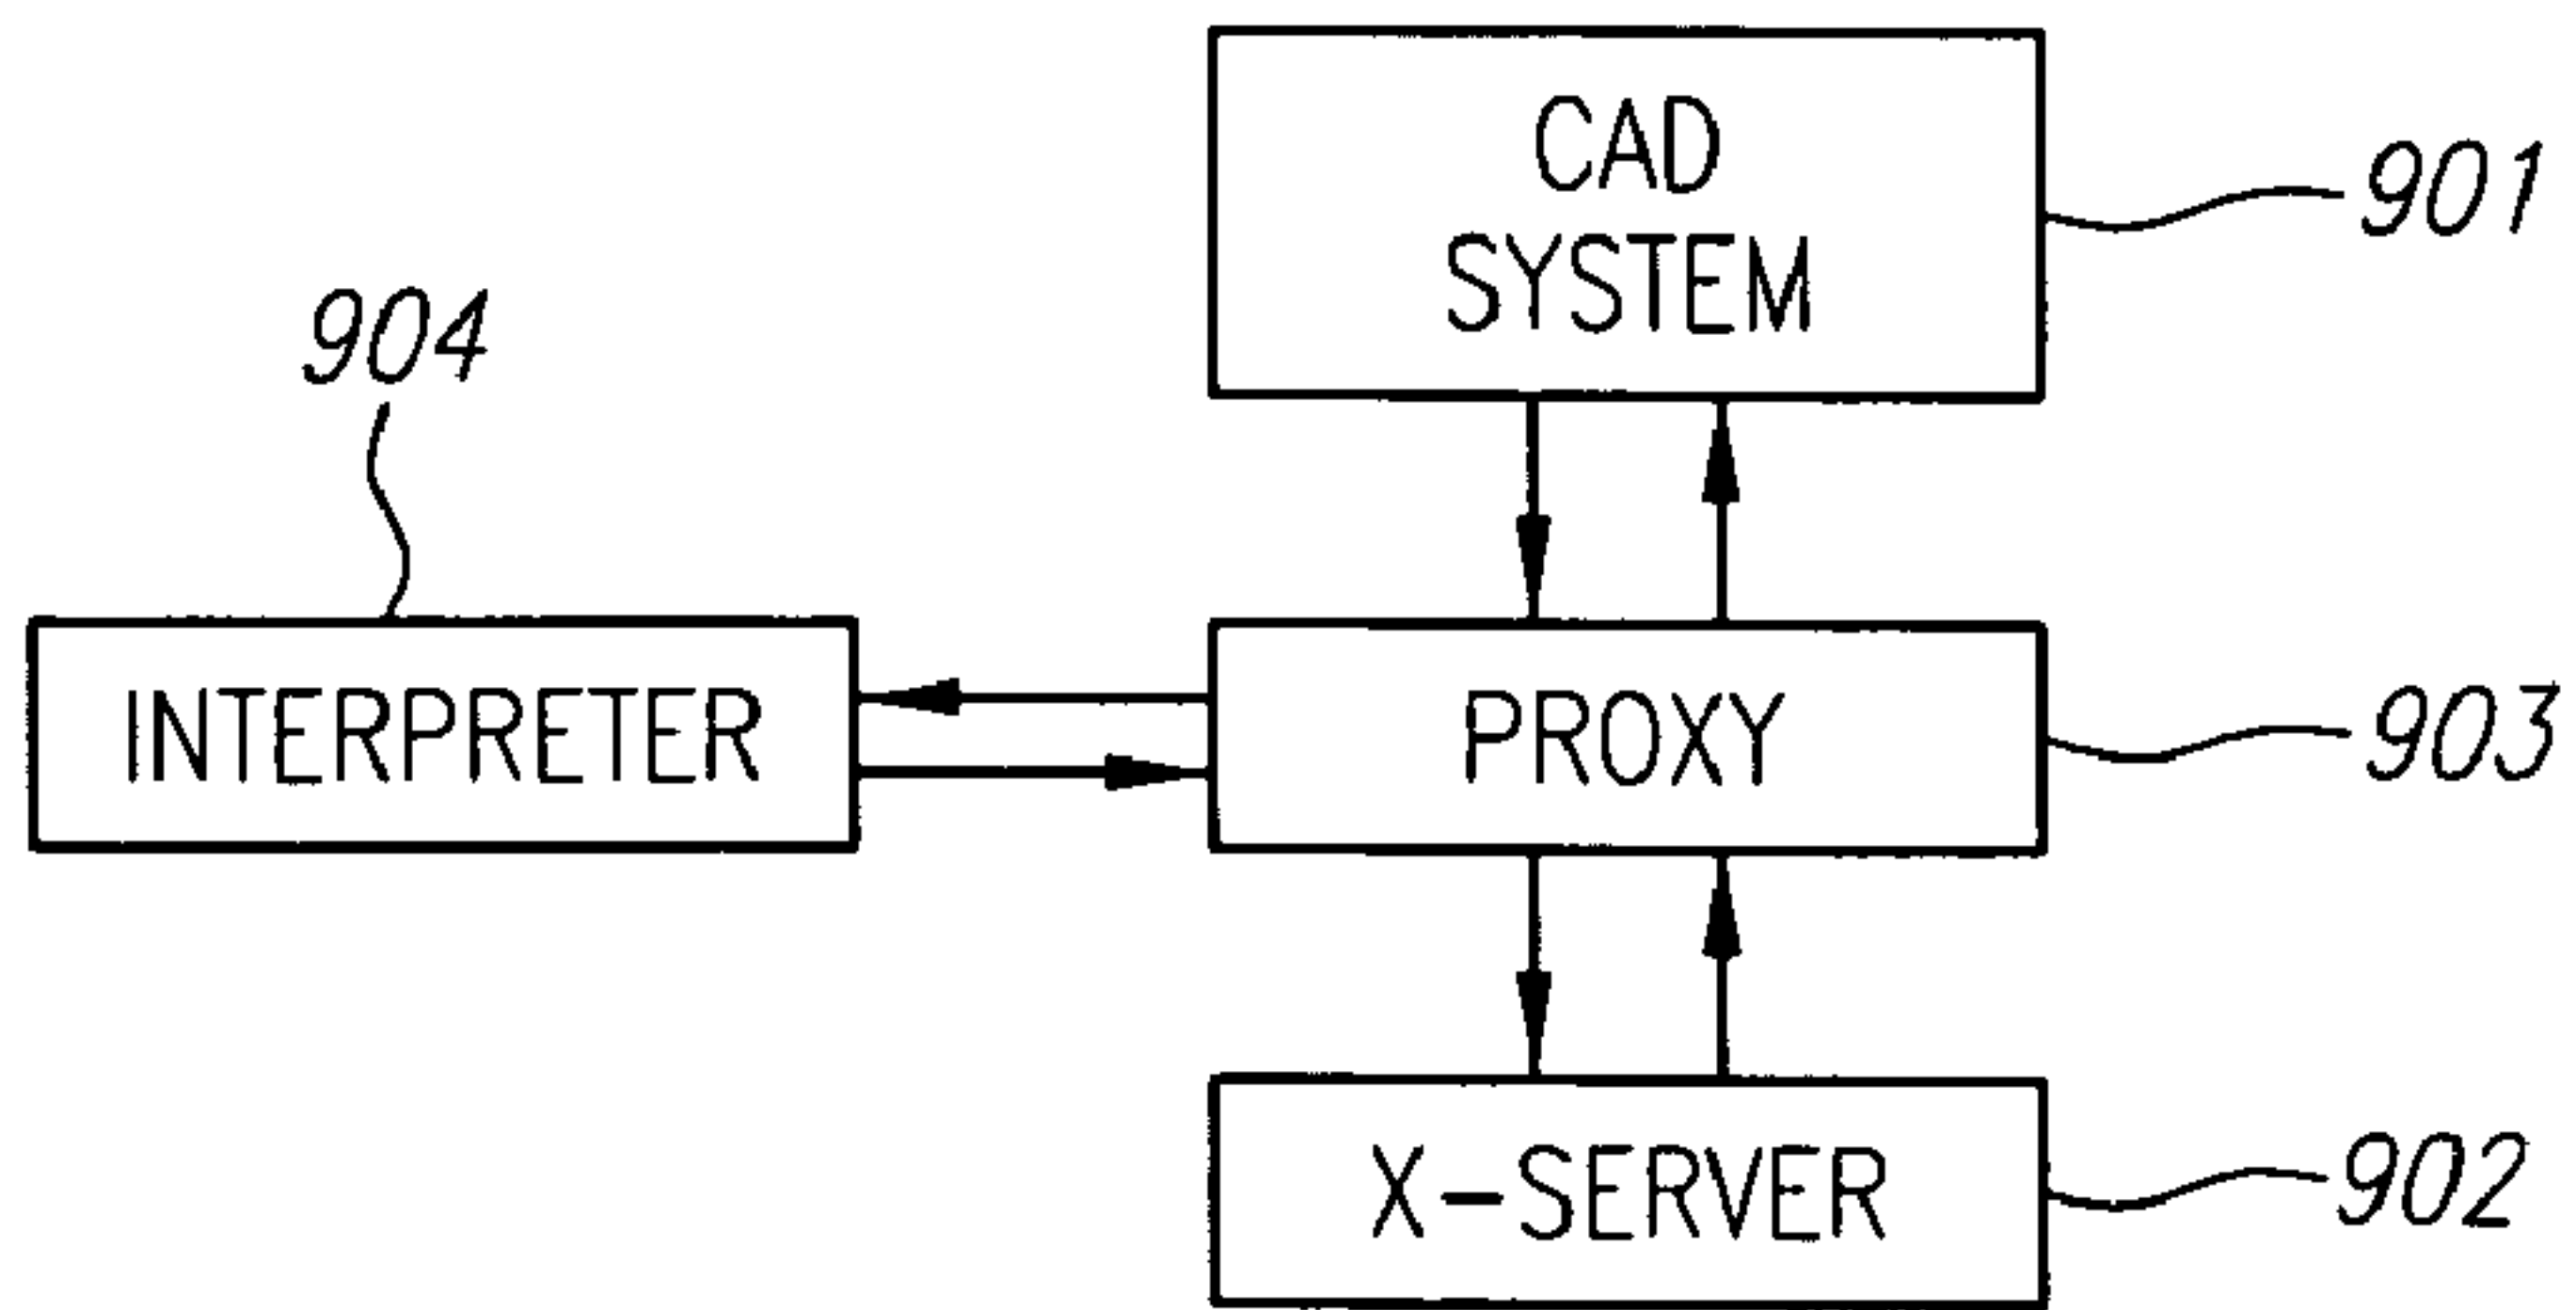 CAD
SYSTEM
901
904
INTERPRETER
PROXY
903
X-SERVER
902